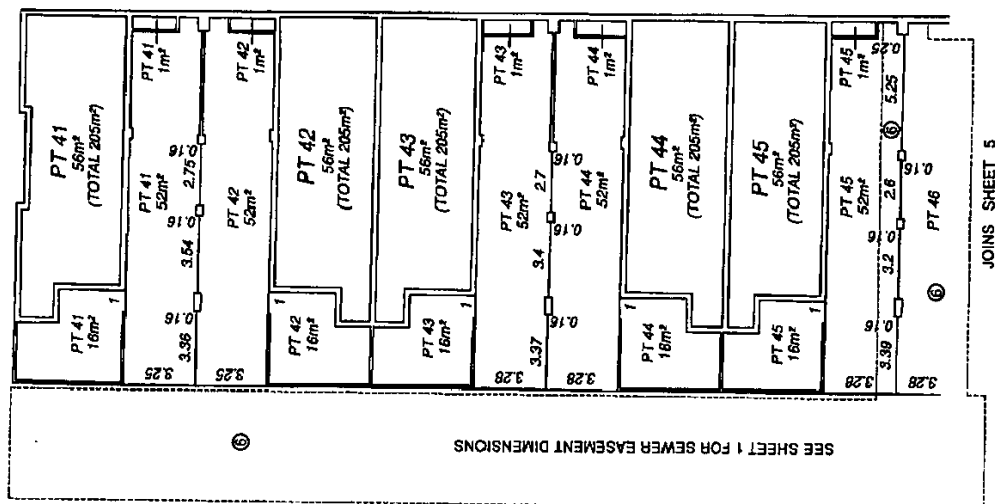 PT 41
1m²
PT 42
1m²
PT 43
1m²
PT 44
1m²
PT 45
1m²
0.25
5.25
PT 41
56m²
(TOTAL 205m²)
PT 41
52m²
0.16
2.75
0.16
3.54
0.16
3.36
PT 42
52m²
PT 42
56m²
(TOTAL 205m²)
PT 43
56m²
(TOTAL 205m²)
PT 43
52m²
0.16
2.7
0.16
3.4
0.16
3.37
PT 44
52m²
PT 44
56m²
(TOTAL 205m²)
PT 45
56m²
(TOTAL 205m²)
PT 45
52m²
6
0.16
2.6
0.16
3.2
0.16
3.39
PT 46
6
JOINS SHEET 5
PT 41
16m²
1
PT 42
16m²
1
PT 43
16m²
1
PT 44
16m²
1
PT 45
16m²
1
3.25
3.25
3.28
3.28
3.28
3.28
6
SEE SHEET 1 FOR SEWER EASEMENT DIMENSIONS